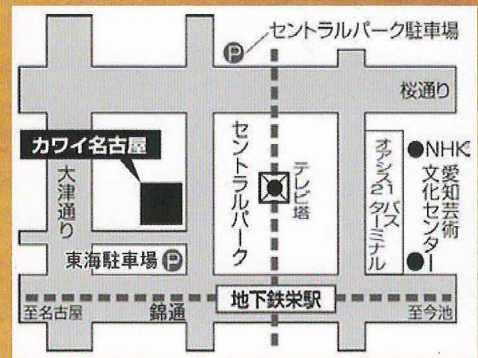 セントラルパーク駐車場
P
桜通り
カワイ名古屋
大津通り
セントラルパーク
テレビ塔
オアシス21
バスターミナル
NHK
愛知芸術
文化センター
東海駐車場 P
地下鉄栄駅
至名古屋
錦通
至今池